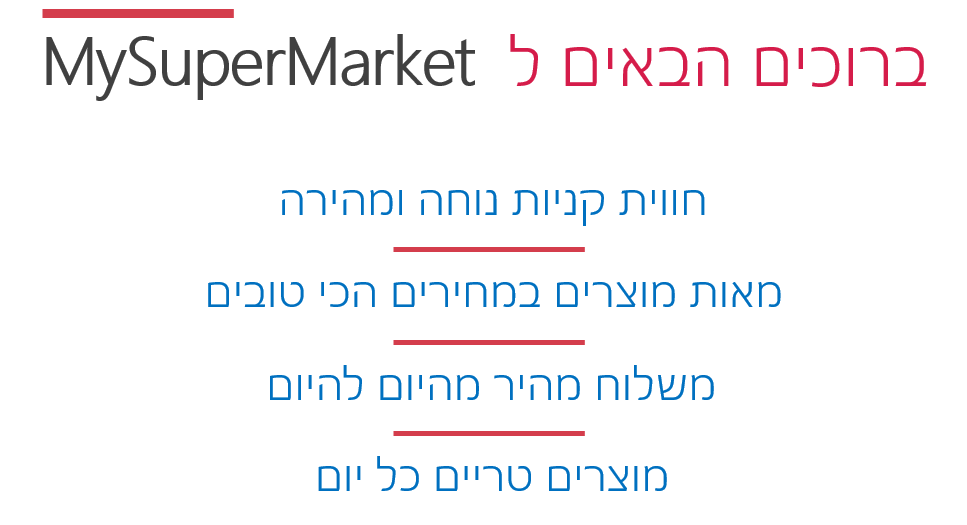 ברוכים הבאים ל MySuperMarket
חווית קניות נוחה ומהירה
מאות מוצרים במחירים הכי טובים
משלוח מהיר מהיום להיום
מוצרים טריים כל יום